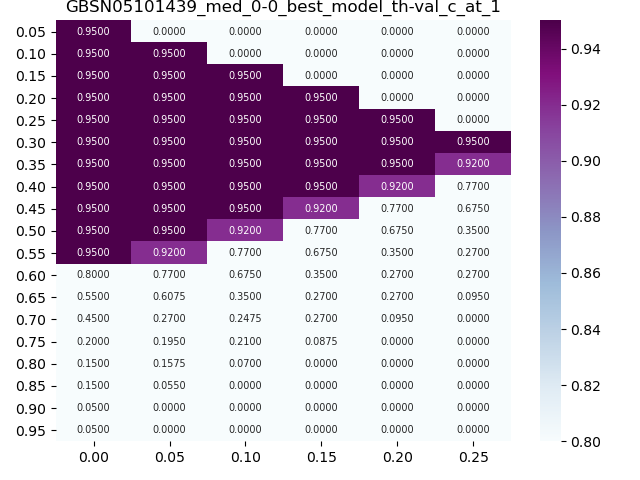 GBSN05101439_med_0-0_best_model_th-val_c_at_1
0.05 0.9500 0.0000 0.0000 0.0000 0.0000 0.0000
0.10 0.9500 0.9500 0.0000 0.0000 0.0000 0.0000
0.15 0.9500 0.9500 0.9500 0.0000 0.0000 0.0000
0.20 0.9500 0.9500 0.9500 0.9500 0.0000 0.0000
0.25 0.9500 0.9500 0.9500 0.9500 0.9500 0.0000
0.30 0.9500 0.9500 0.9500 0.9500 0.9500 0.9500
0.35 0.9500 0.9500 0.9500 0.9500 0.9500 0.9200
0.40 0.9500 0.9500 0.9500 0.9500 0.9200 0.7700
0.45 0.9500 0.9500 0.9500 0.9200 0.7700 0.6750
0.50 0.9500 0.9500 0.9200 0.7700 0.6750 0.3500
0.55 0.9500 0.9200 0.7700 0.6750 0.3500 0.2700
0.60 0.8000 0.7700 0.6750 0.3500 0.2700 0.2700
0.65 0.5500 0.6075 0.3500 0.2700 0.2700 0.0950
0.70 0.4500 0.2700 0.2475 0.2700 0.0950 0.0000
0.75 0.2000 0.1950 0.2100 0.0875 0.0000 0.0000
0.80 0.1500 0.1575 0.0700 0.0000 0.0000 0.0000
0.85 0.1500 0.0550 0.0000 0.0000 0.0000 0.0000
0.90 0.0500 0.0000 0.0000 0.0000 0.0000 0.0000
0.95 0.0500 0.0000 0.0000 0.0000 0.0000 0.0000
0.00 0.05 0.10 0.15 0.20 0.25
0.94
0.92
0.90
0.88
0.86
0.84
0.82
0.80